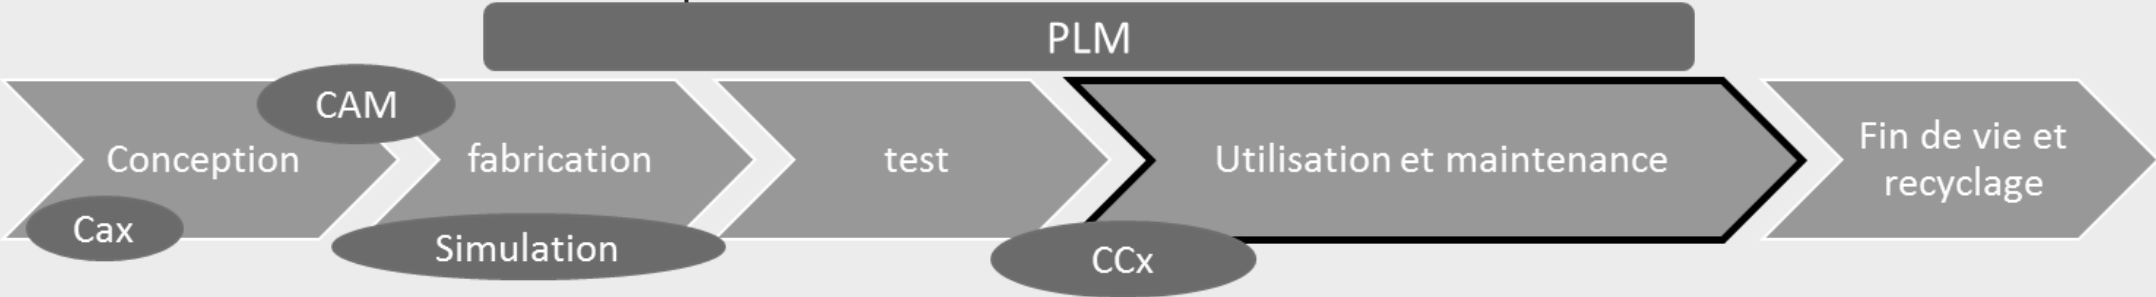 PLM
CAM
Conception
fabrication
test
Utilisation et maintenance
Fin de vie et
recyclage
Cax
Simulation
CCx